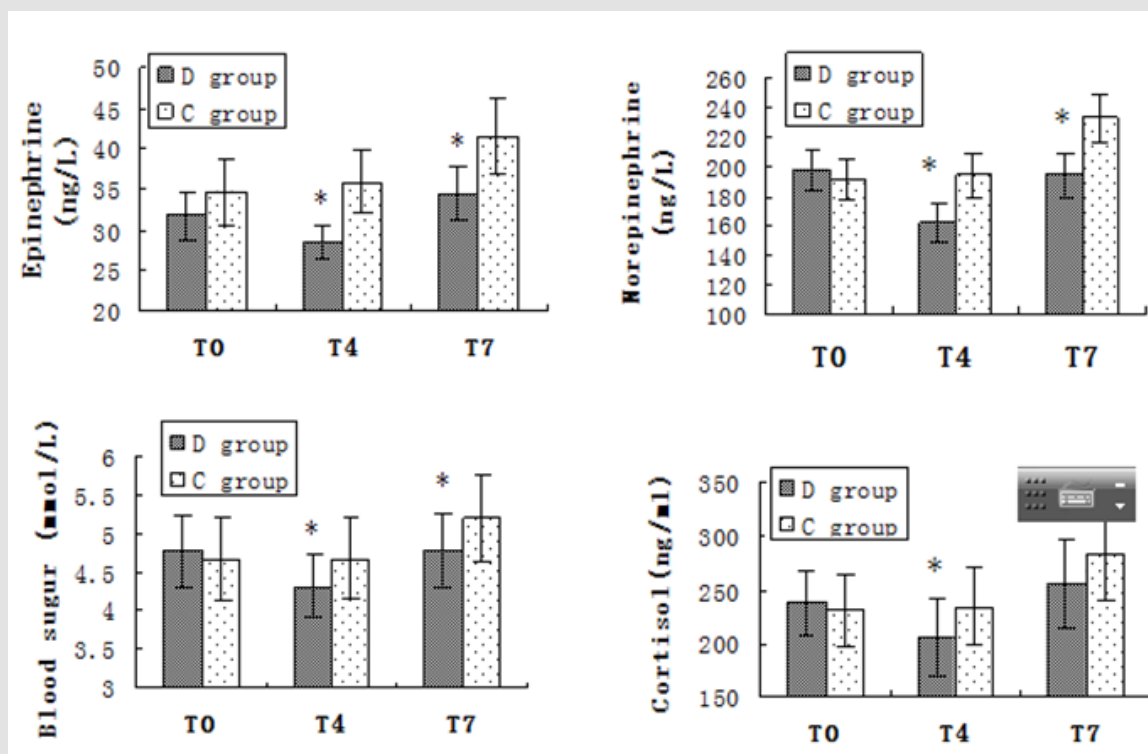 Epinephrine
(ng/L)
50
45
40
35
30
25
20
D group
C group
*
*
T0 T4 T7
Norepinephrine
(ng/L)
260
240
220
200
180
160
140
120
100
D group
C group
*
*
T0 T4 T7
Blood sugur (mmol/L)
6
5.5
5
4.5
4
3.5
3
D group
C group
*
*
T0 T4 T7
Cortisol(ng/ml)
350
300
250
200
150
D group
C group
*
T0 T4 T7